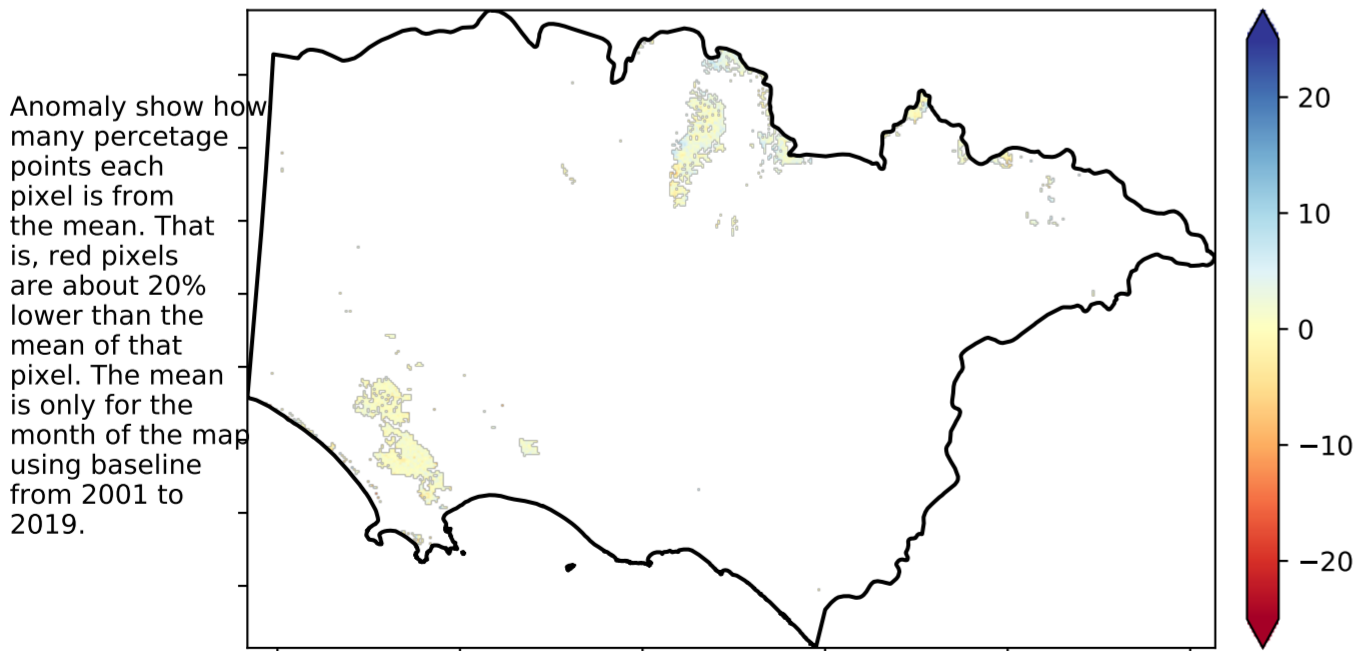 Anomaly show how
many percetage
points each
pixel is from
the mean. That
is, red pixels
are about 20%
lower than the
mean of that
pixel. The mean
is only for the
month of the map
using baseline
from 2001 to
2019.
20
10
0
−10
−20